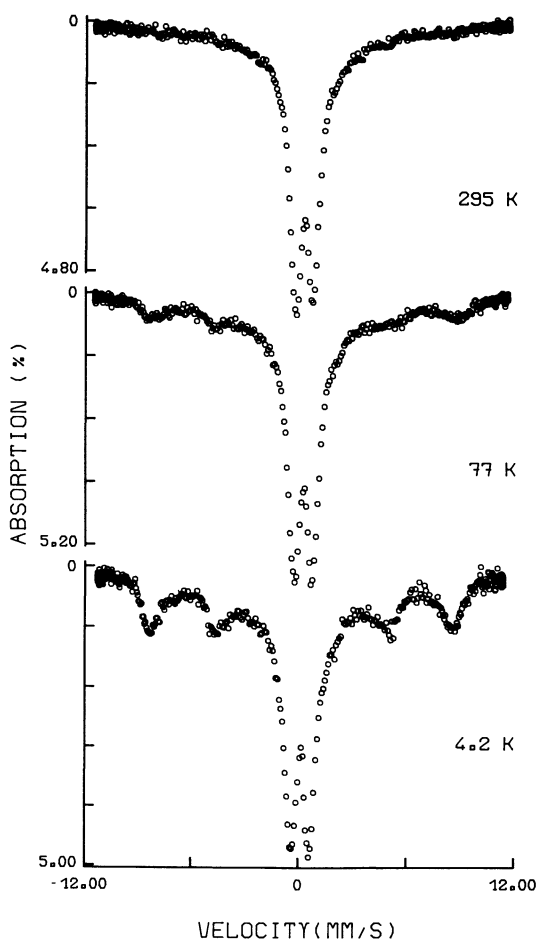 0
295 K
4.80
0
77 K
5.20
0
4.2 K
5.00
-12.00 0 12.00
VELOCITY(MM/S)
ABSORPTION (%)